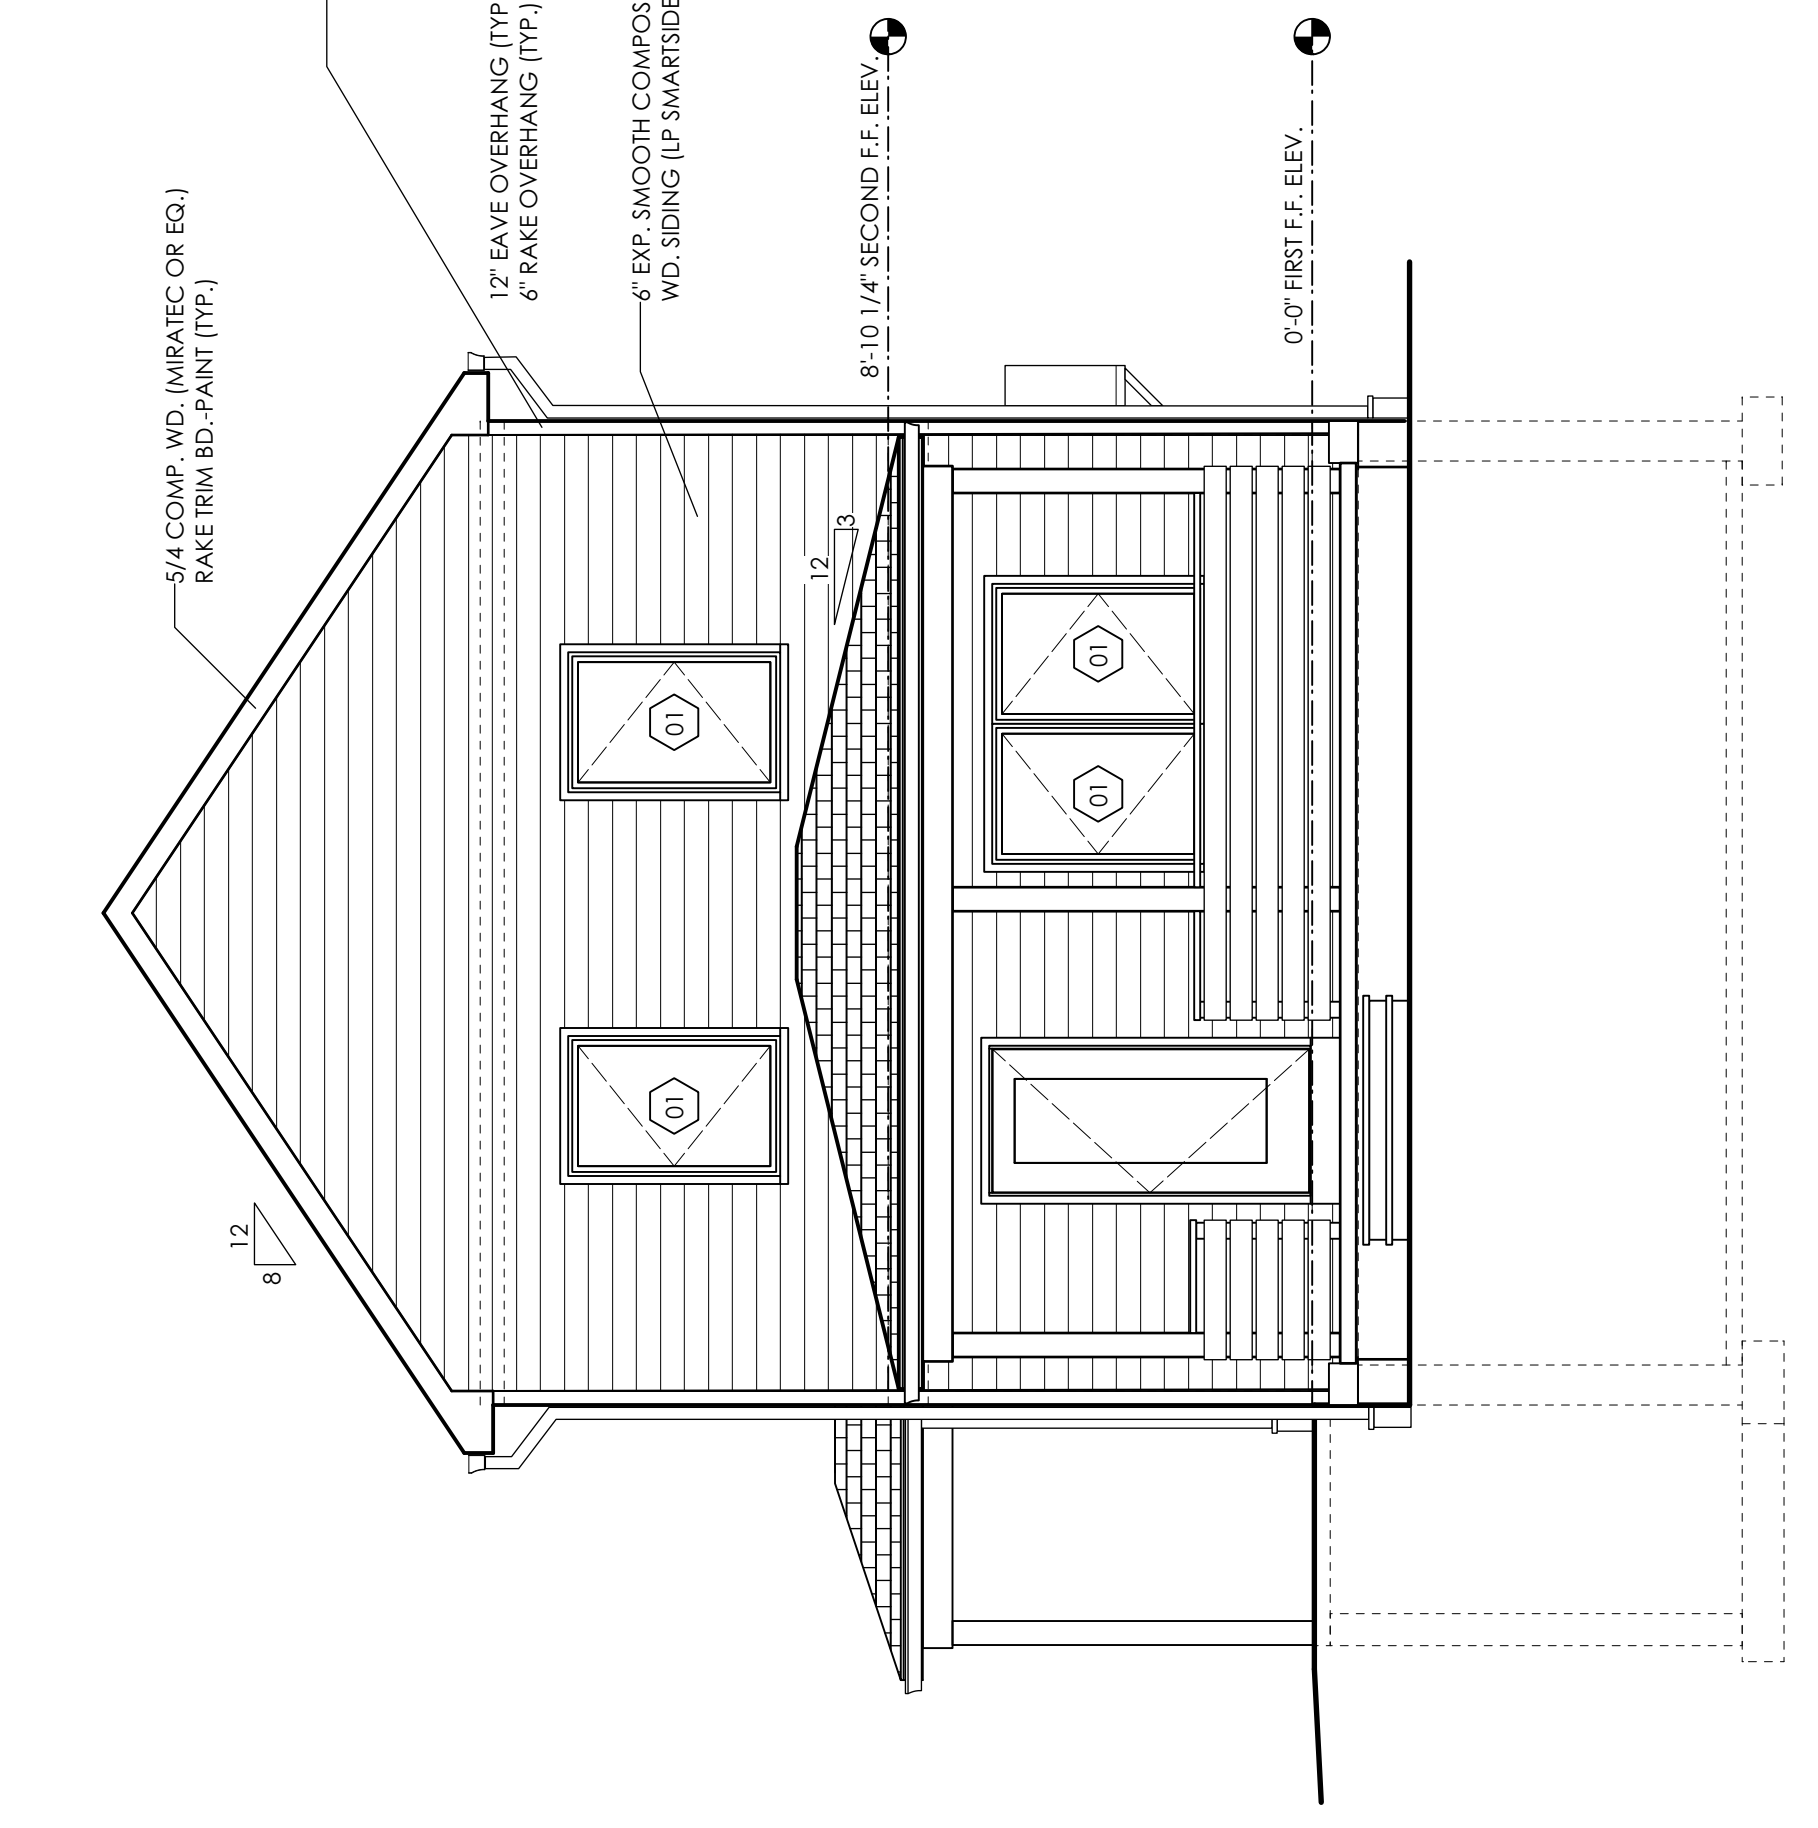 5/4 COMP. WD. (MIRATEC OR EQ.)
RAKE TRIM BD.-PAINT (TYP.)
12" EAVE OVERHANG (TYP
6" RAKE OVERHANG (TYP.)
6" EXP. SMOOTH COMPOS
WD. SIDING (LP SMARTSIDE
8'-10 1/4" SECOND F.F. ELEV.
0'-0" FIRST F.F. ELEV.
12
8
12
3
01
01
01
01